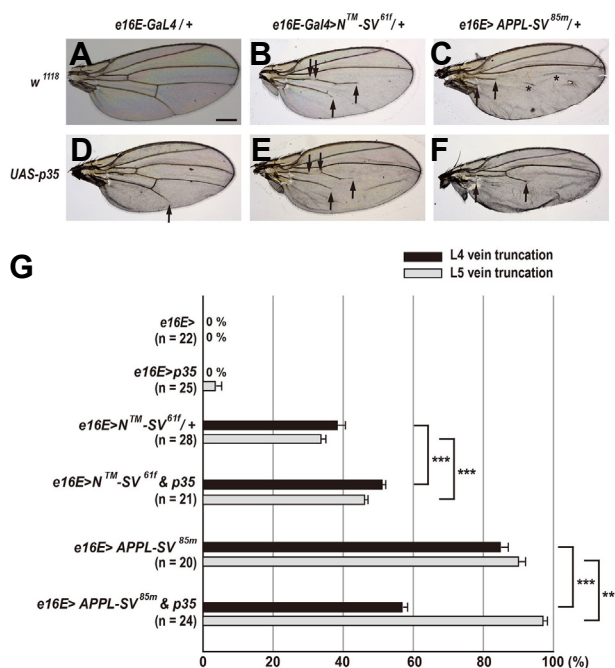 e16E-GaL4 / +
e16E-Gal4>N^TM-SV^61f/ +
e16E> APPL-SV^85m/ +
w^1118
A
B
C
*
*
UAS-p35
D
E
F
G
L4 vein truncation
L5 vein truncation
e16E>
(n = 22)
0 %
0 %
e16E>p35
(n = 25)
0 %
e16E>N^TM-SV^61f/ +
(n = 28)
***
***
e16E>N^TM-SV^61f & p35
(n = 21)
e16E> APPL-SV^85m
(n = 20)
***
**
e16E> APPL-SV^85m & p35
(n = 24)
0 20 40 60 80 100 (%)